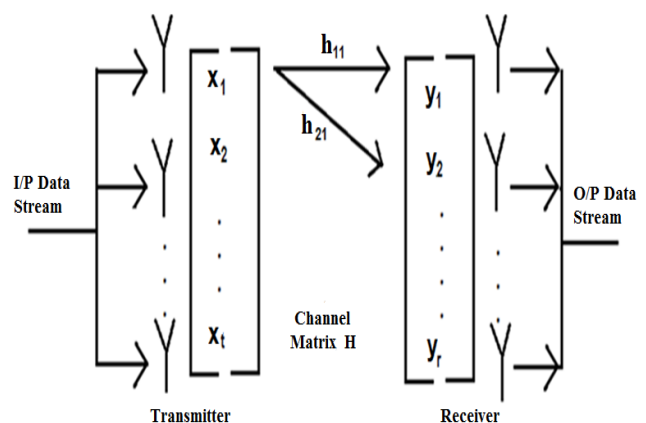 h11
x1
y1
h21
x2
y2
I/P Data
Stream
O/P Data
Stream
Channel
Matrix H
xt
yr
Transmitter
Receiver